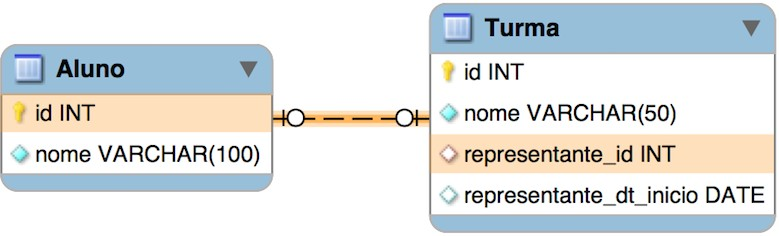 Aluno
id INT
nome VARCHAR(100)
Turma
id INT
nome VARCHAR(50)
representante_id INT
representante_dt_inicio DATE